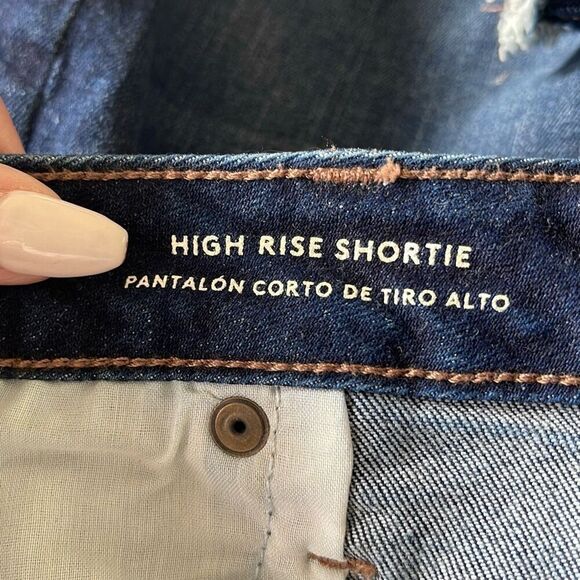 HIGH RISE SHORTIE
PANTALÓN CORTO DE TIRO ALTO